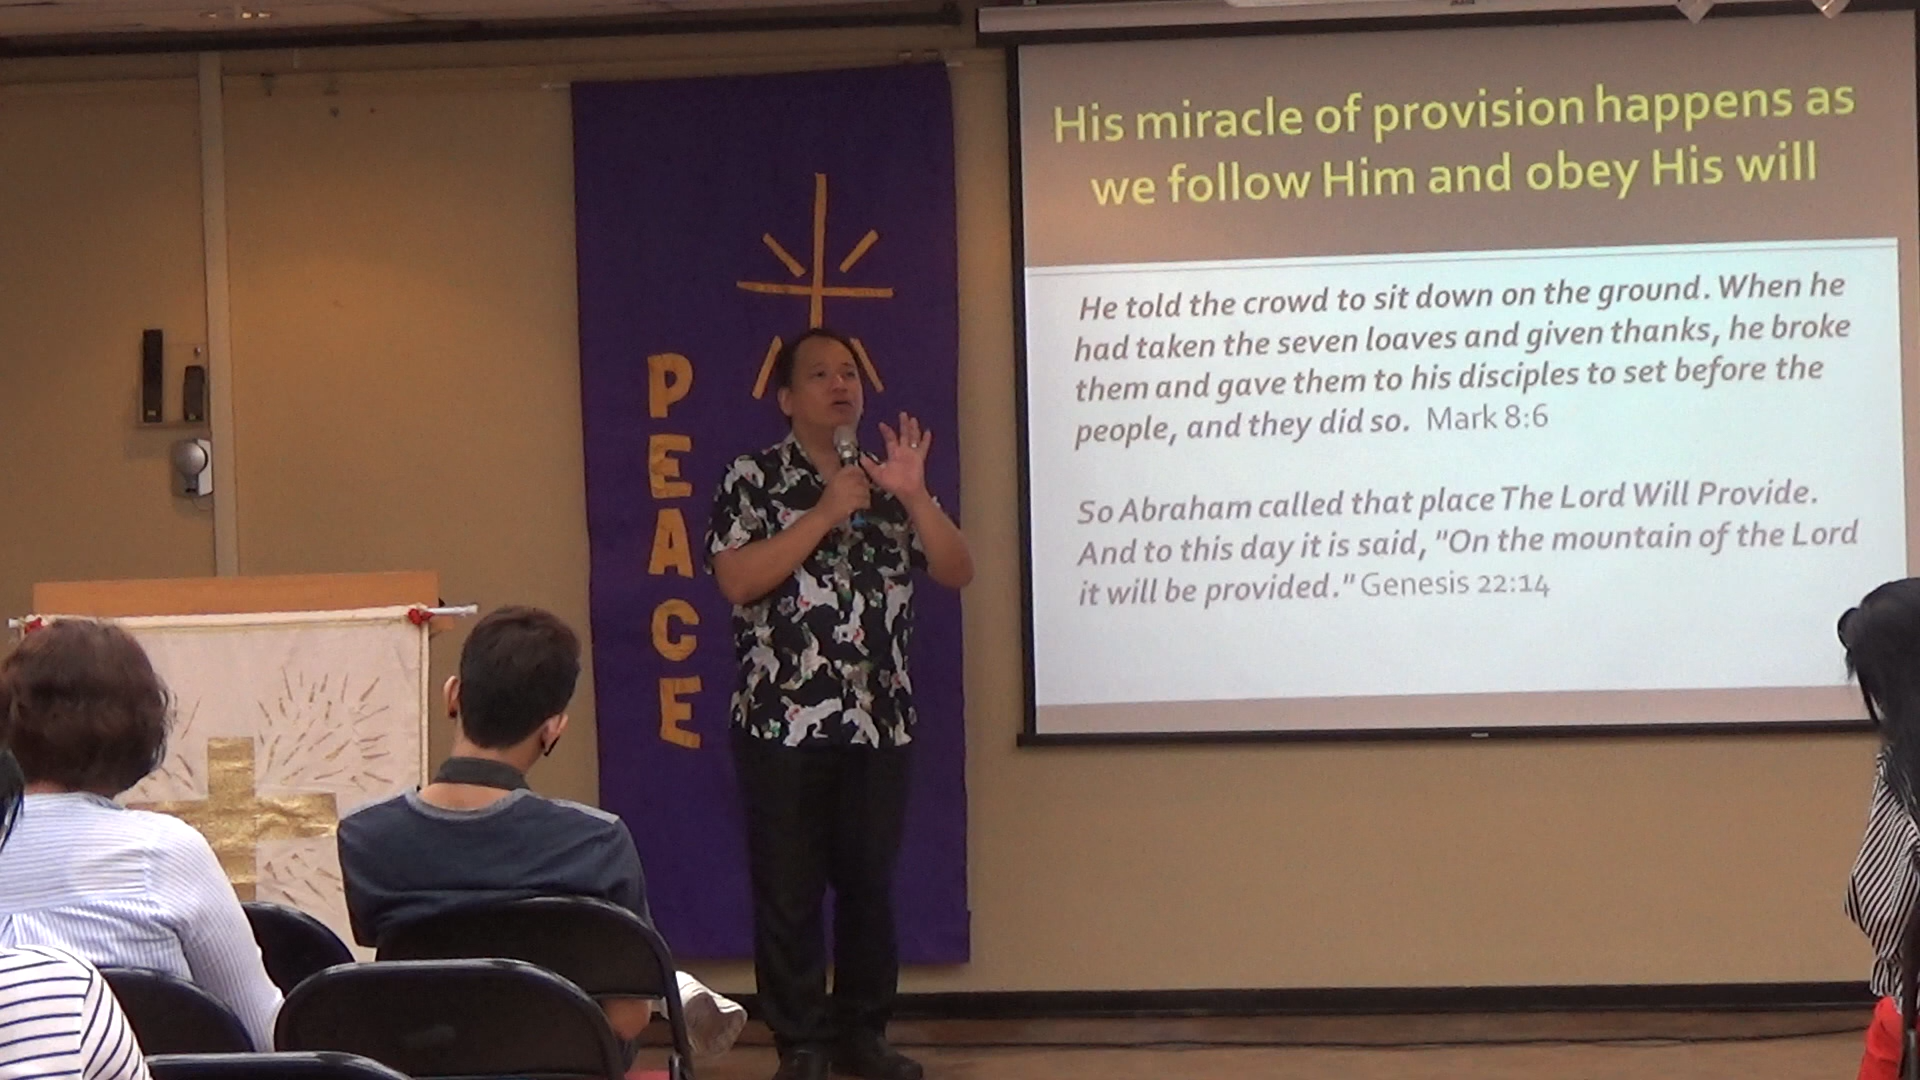 PEACE
His miracle of provision happens as
we follow Him and obey His will
He told the crowd to sit down on the ground. When he
had taken the seven loaves and given thanks, he broke
them and gave them to his disciples to set before the
people, and they did so. Mark 8:6
So Abraham called that place The Lord Will Provide.
And to this day it is said, "On the mountain of the Lord
it will be provided." Genesis 22:14